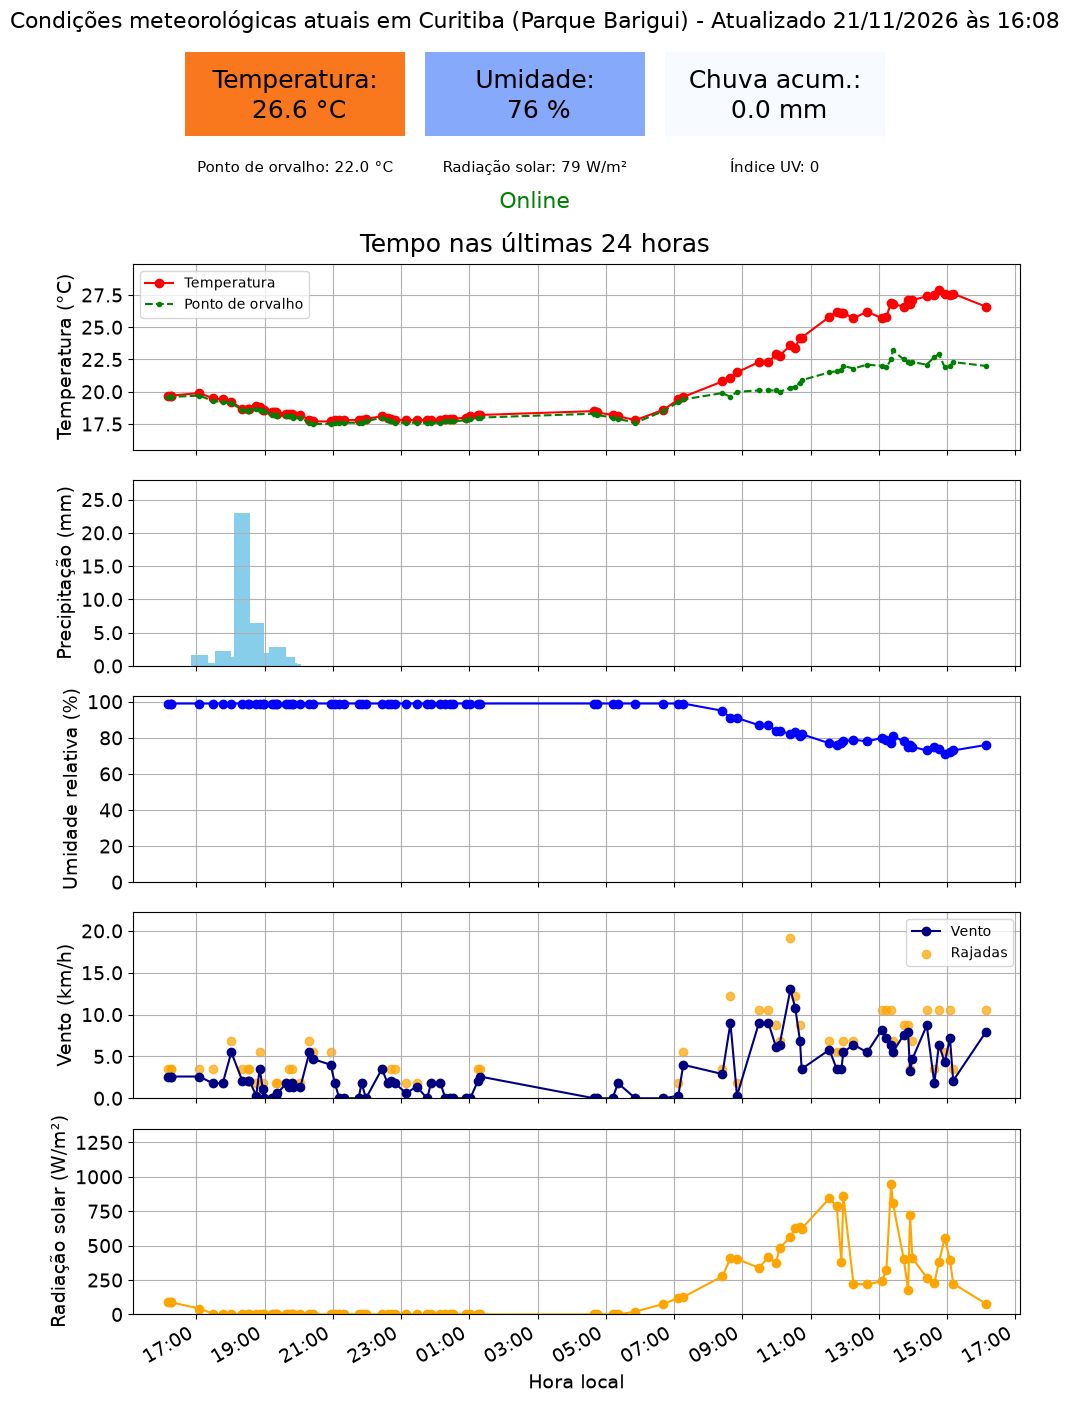 Condições meteorológicas atuais em Curitiba (Parque Barigui) - Atualizado 21/11/2026 às 16:08
Temperatura:
26.6 °C
Umidade:
76 %
Chuva acum.:
0.0 mm
Ponto de orvalho: 22.0 °C
Radiação solar: 79 W/m²
Índice UV: 0
Online
Tempo nas últimas 24 horas
Temperatura (°C)
27.5
25.0
22.5
20.0
17.5
Temperatura
Ponto de orvalho
Precipitação (mm)
25.0
20.0
15.0
10.0
5.0
0.0
Umidade relativa (%)
100
80
60
40
20
0
Vento (km/h)
20.0
15.0
10.0
5.0
0.0
Vento
Rajadas
Radiação solar (W/m²)
1250
1000
750
500
250
0
17:00
19:00
21:00
23:00
01:00
03:00
05:00
07:00
09:00
11:00
13:00
15:00
17:00
Hora local